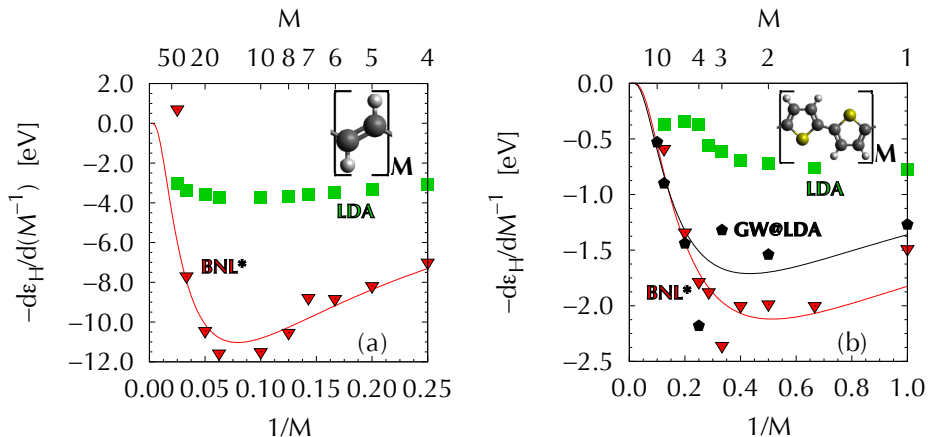 M
50 20 10 8 7 6 5 4
2.0
0.0
−2.0
−4.0
−6.0
−8.0
−10.0
−12.0
−dεH/d(M⁻¹) [eV]
M
LDA
BNL*
(a)
0.00 0.05 0.10 0.15 0.20 0.25
1/M
M
10 4 3 2 1
0.0
−0.5
−1.0
−1.5
−2.0
−2.5
−dεH/dM⁻¹ [eV]
M
LDA
GW@LDA
BNL*
(b)
0.0 0.2 0.4 0.6 0.8 1.0
1/M